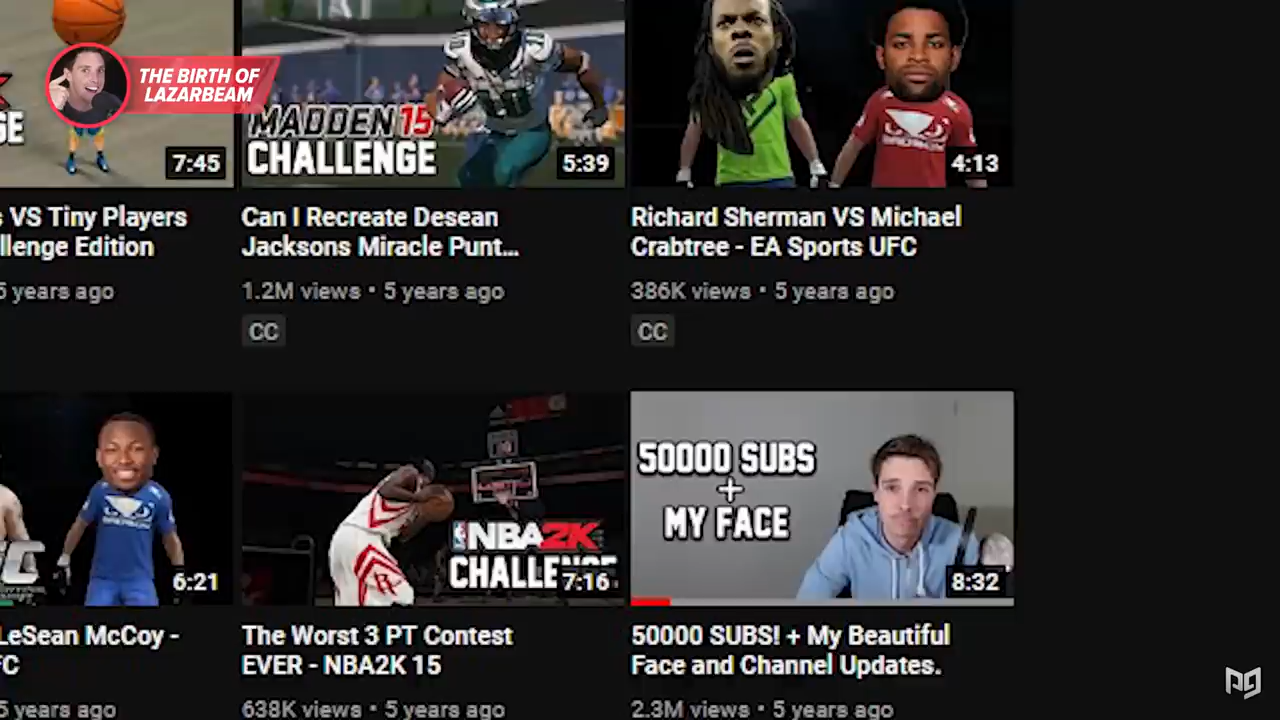 THE BIRTH OF
LAZARBEAM
GE
7:45
MADDEN 15
CHALLENGE
5:39
4:13
VS Tiny Players
llenge Edition
5 years ago
Can I Recreate Desean
Jacksons Miracle Punt...
1.2M views • 5 years ago
CC
Richard Sherman VS Michael
Crabtree - EA Sports UFC
386K views • 5 years ago
CC
6:21
NBA2K
CHALLENGE
7:16
50000 SUBS
+
MY FACE
8:32
LeSean McCoy -
FC
5 years ago
The Worst 3 PT Contest
EVER - NBA2K 15
638K views • 5 years ago
50000 SUBS! + My Beautiful
Face and Channel Updates.
2.3M views • 5 years ago
PG